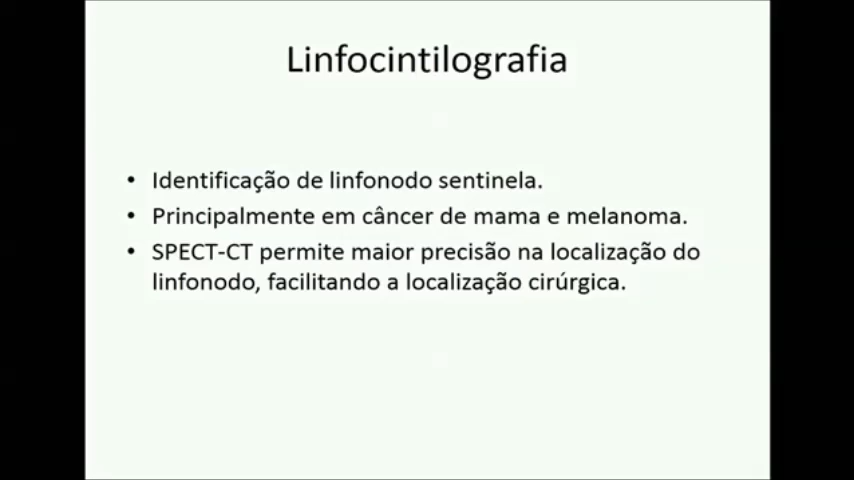 Linfocintilografia
• Identificação de linfonodo sentinela.
• Principalmente em câncer de mama e melanoma.
• SPECT-CT permite maior precisão na localização do
linfonodo, facilitando a localização cirúrgica.